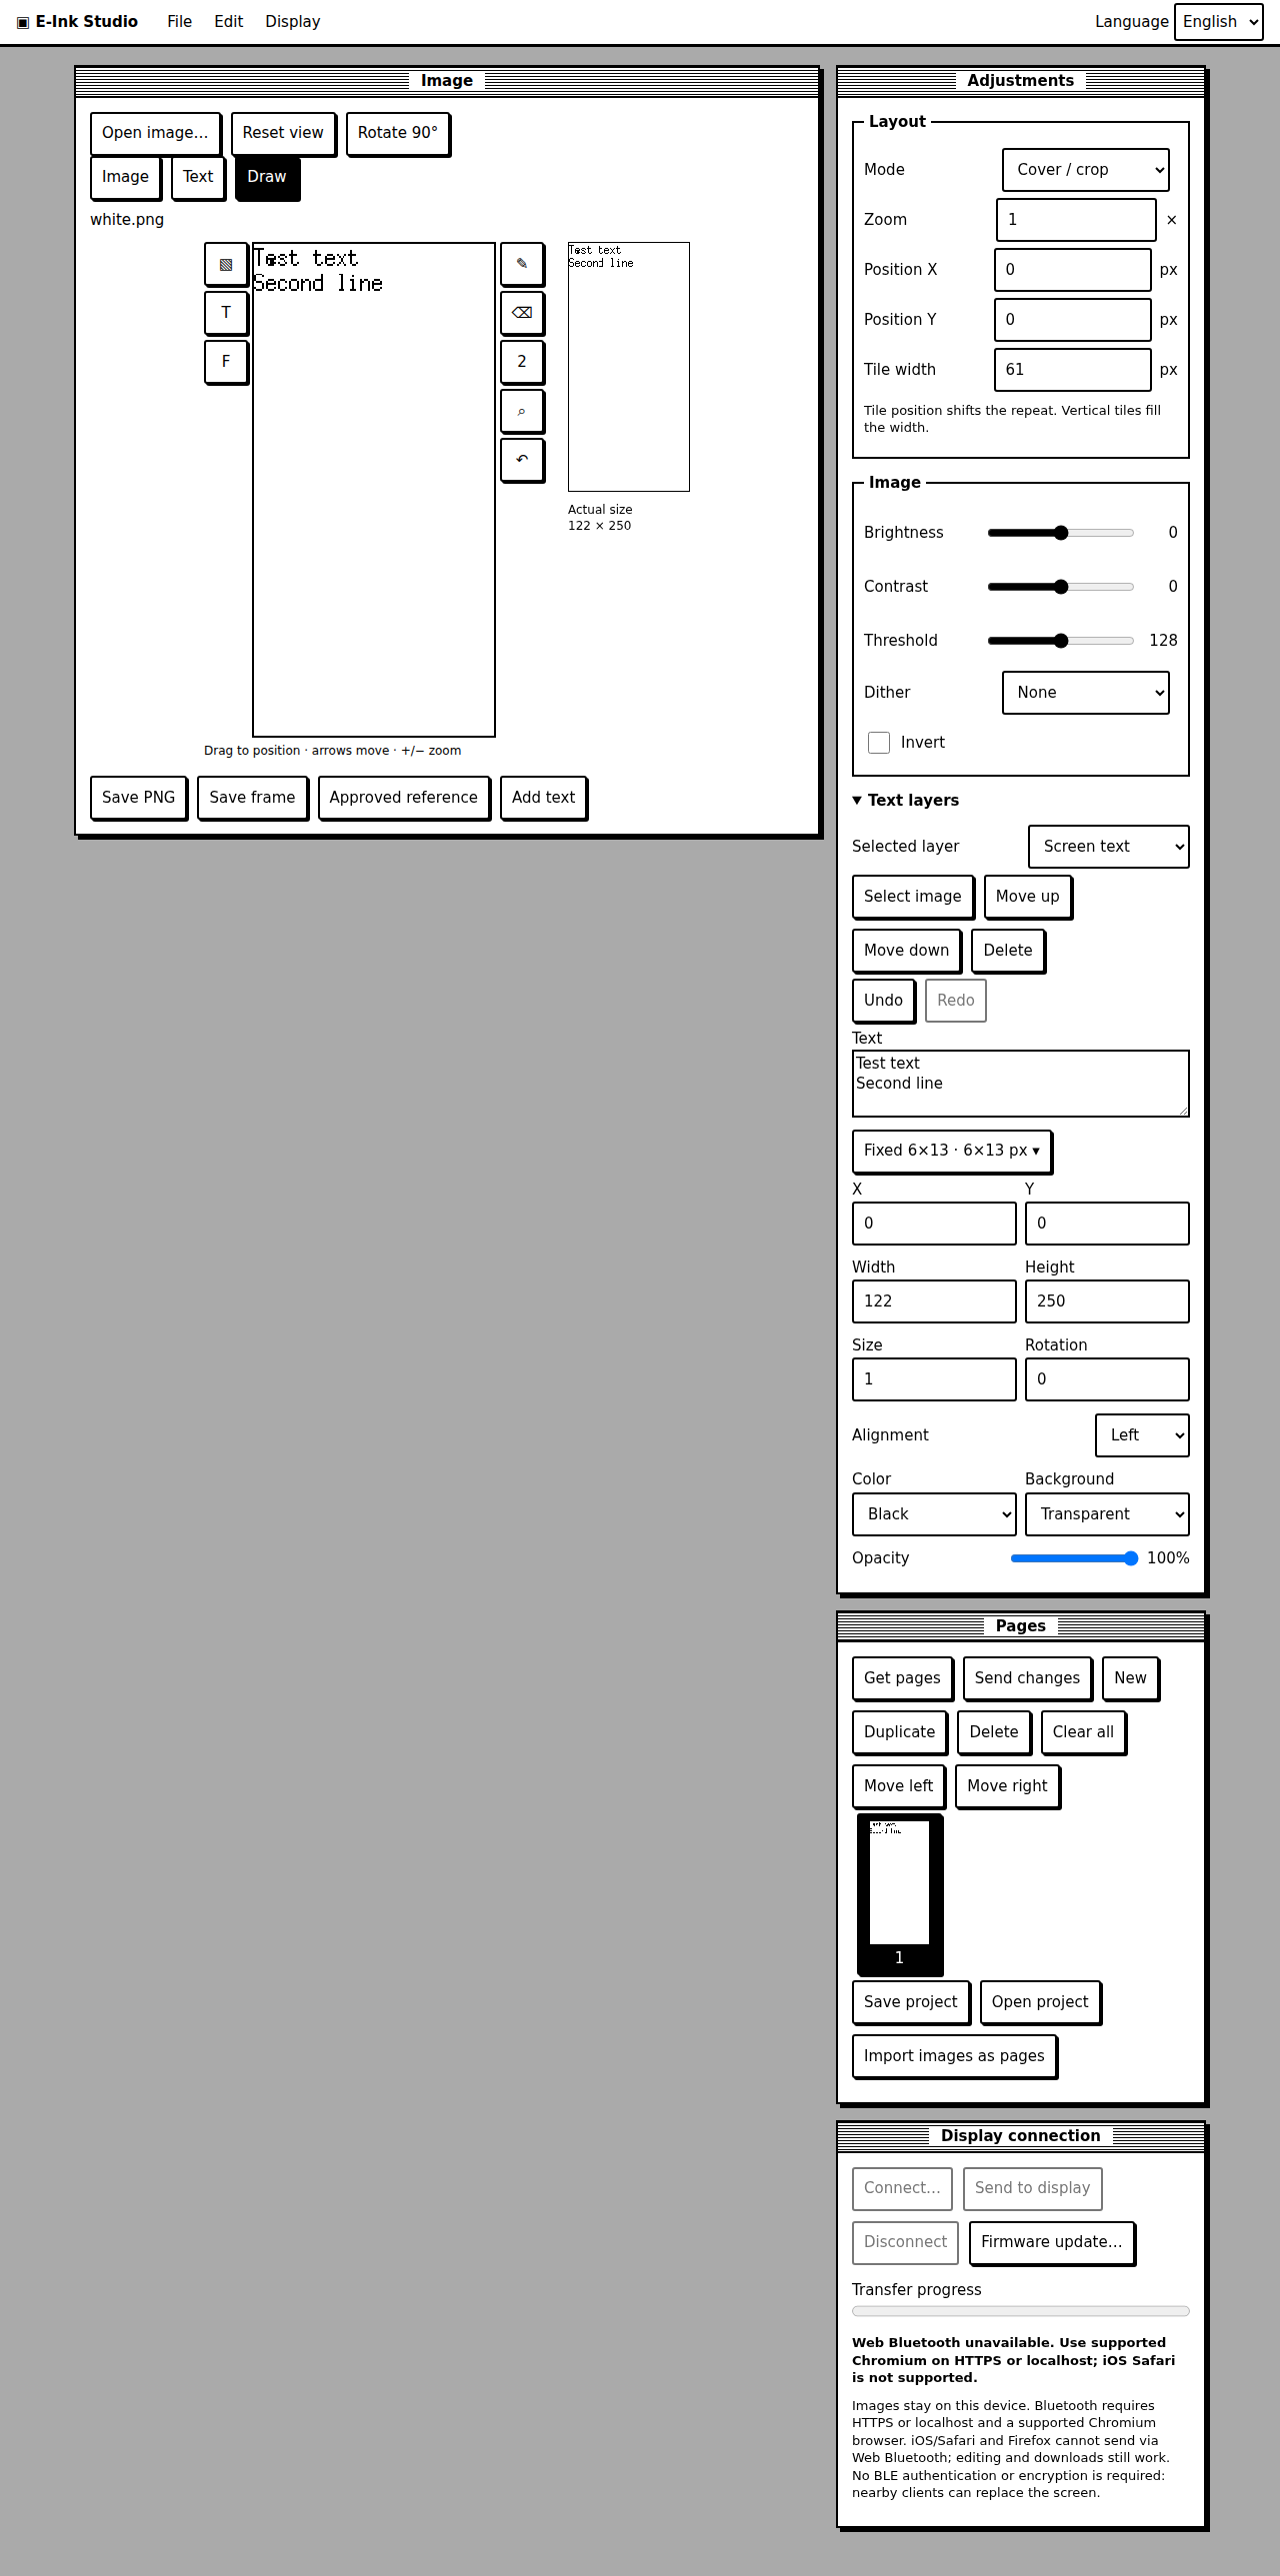 ▣ E-Ink Studio File Edit Display Language English
Image
Open image... Reset view Rotate 90°
Image Text Draw
white.png
T
F
Test text
Second line
✎
⌫
2
⌕
↶
Test text
Second line
Actual size
122 × 250
Drag to position · arrows move · +/− zoom
Save PNG Save frame Approved reference Add text
Adjustments
Layout
Mode Cover / crop
Zoom 1 ×
Position X 0 px
Position Y 0 px
Tile width 61 px
Tile position shifts the repeat. Vertical tiles fill
the width.
Image
Brightness 0
Contrast 0
Threshold 128
Dither None
Invert
▼ Text layers
Selected layer Screen text
Select image Move up
Move down Delete
Undo Redo
Text
Test text
Second line
Fixed 6×13 · 6×13 px ▾
X Y
0 0
Width Height
122 250
Size Rotation
1 0
Alignment Left
Color Background
Black Transparent
Opacity 100%
Pages
Get pages Send changes New
Duplicate Delete Clear all
Move left Move right
1
Save project Open project
Import images as pages
Display connection
Connect... Send to display
Disconnect Firmware update...
Transfer progress
Web Bluetooth unavailable. Use supported
Chromium on HTTPS or localhost; iOS Safari
is not supported.
Images stay on this device. Bluetooth requires
HTTPS or localhost and a supported Chromium
browser. iOS/Safari and Firefox cannot send via
Web Bluetooth; editing and downloads still work.
No BLE authentication or encryption is required:
nearby clients can replace the screen.